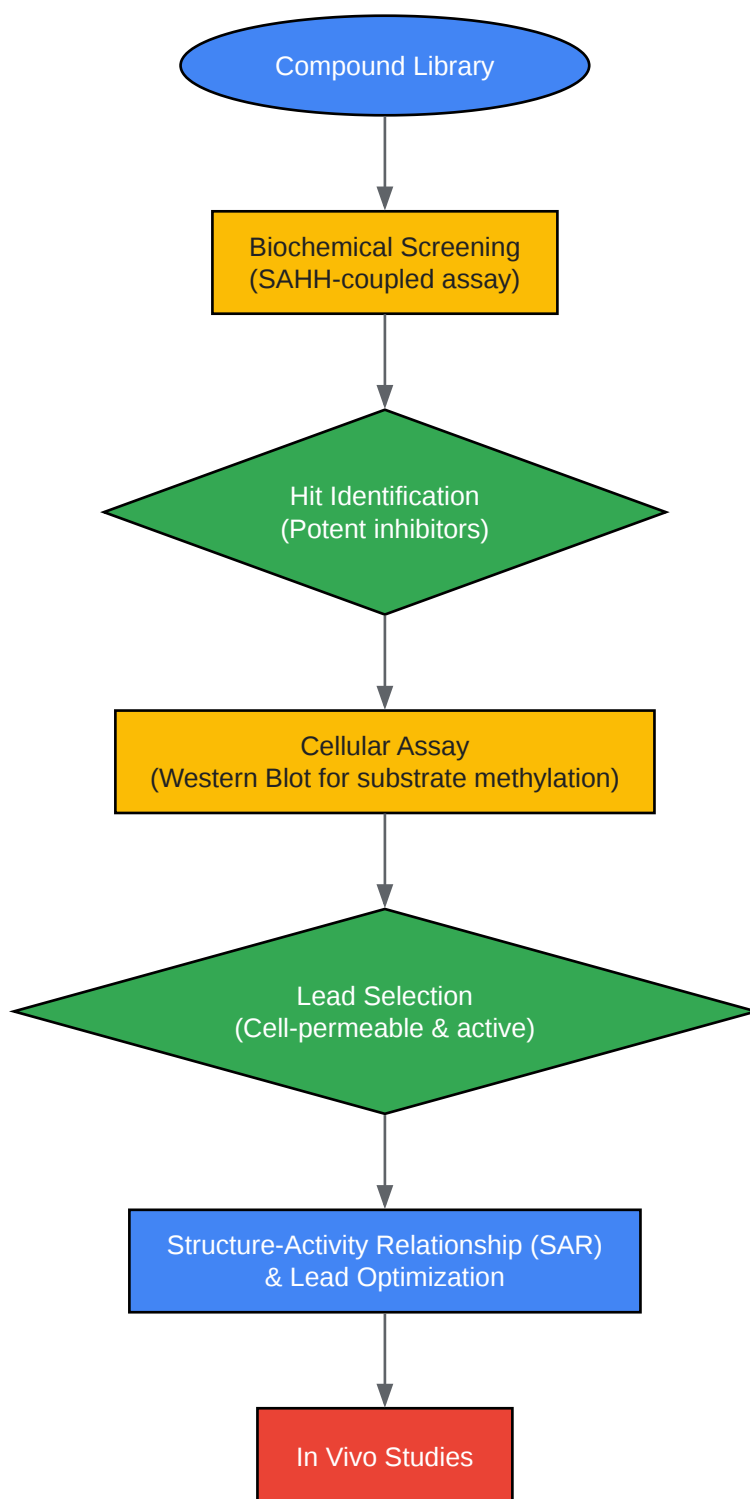 Compound Library
Biochemical Screening
(SAHH-coupled assay)
Hit Identification
(Potent inhibitors)
Cellular Assay
(Western Blot for substrate methylation)
Lead Selection
(Cell-permeable & active)
Structure-Activity Relationship (SAR)
& Lead Optimization
In Vivo Studies